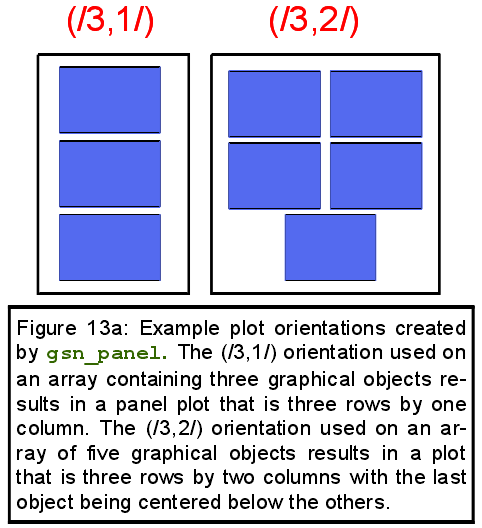 (/3,1/) (/3,2/)
Figure 13a: Example plot orientations created
by gsn_panel. The (/3,1/) orientation used on
an array containing three graphical objects re-
sults in a panel plot that is three rows by one
column. The (/3,2/) orientation used on an ar-
ray of five graphical objects results in a plot
that is three rows by two columns with the last
object being centered below the others.